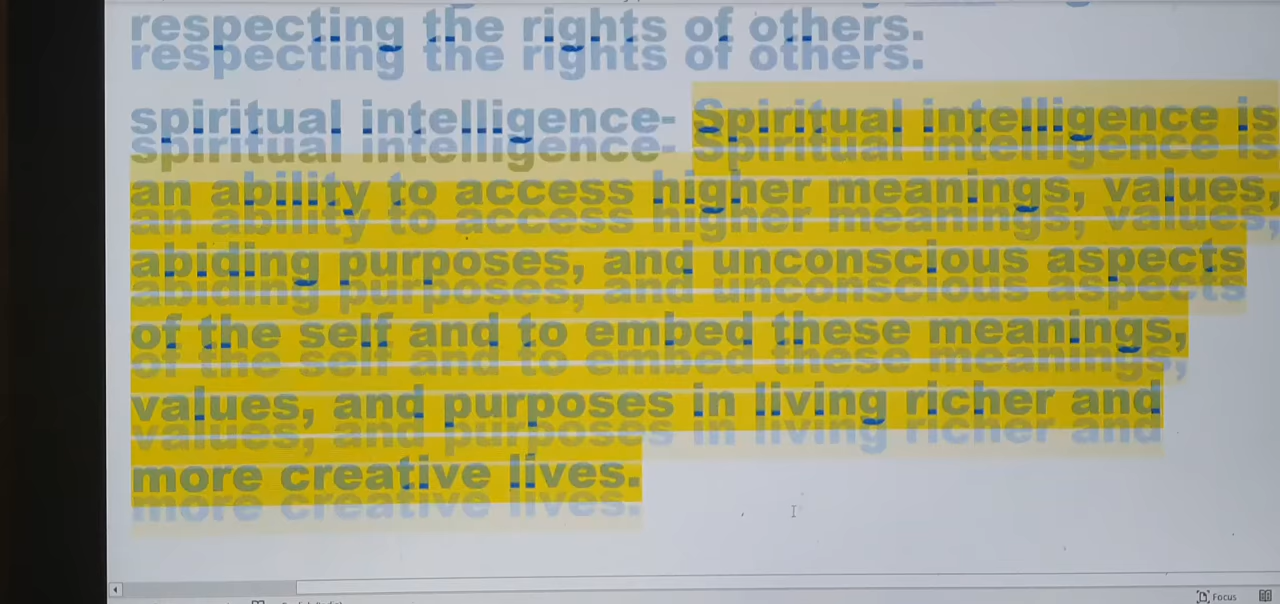 respecting the rights of others.
spiritual intelligence- Spiritual intelligence is
an ability to access higher meanings, values,
abiding purposes, and unconscious aspects
of the self and to embed these meanings,
values, and purposes in living richer and
more creative lives.
Focus